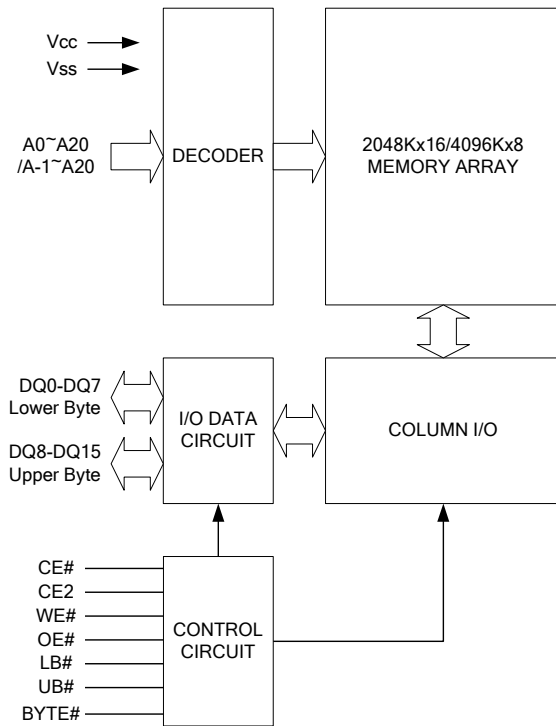 Vcc
Vss
A0~A20
/A-1~A20
DECODER
2048Kx16/4096Kx8
MEMORY ARRAY
DQ0-DQ7
Lower Byte
DQ8-DQ15
Upper Byte
I/O DATA
CIRCUIT
COLUMN I/O
CE#
CE2
WE#
OE#
LB#
UB#
BYTE#
CONTROL
CIRCUIT